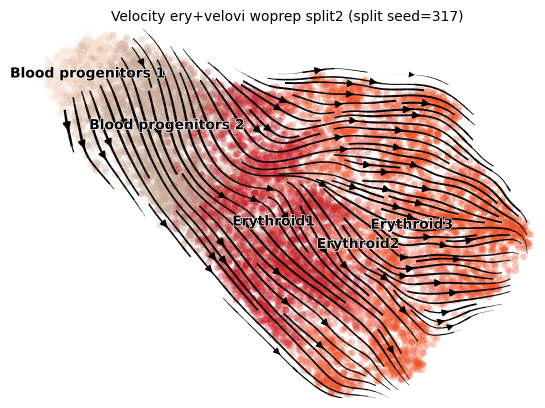 Velocity ery+velovi woprep split2 (split seed=317)
Blood progenitors 1
Blood progenitors 2
Erythroid1
Erythroid3
Erythroid2